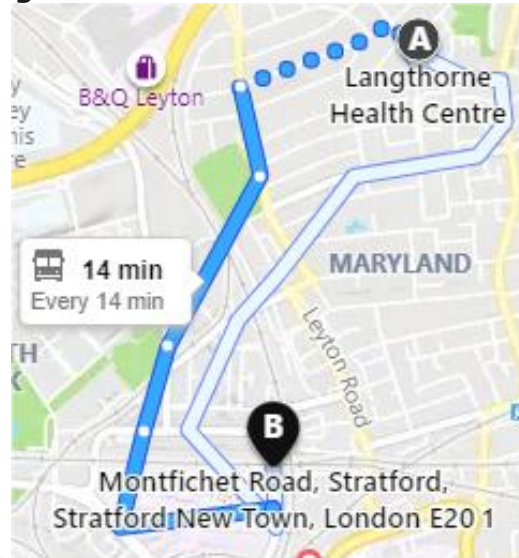 A
Langthorne
Health Centre
B&Q Leyton
14 min
Every 14 min
MARYLAND
Leyton Road
B
Montfichet Road, Stratford,
Stratford New Town, London E20 1